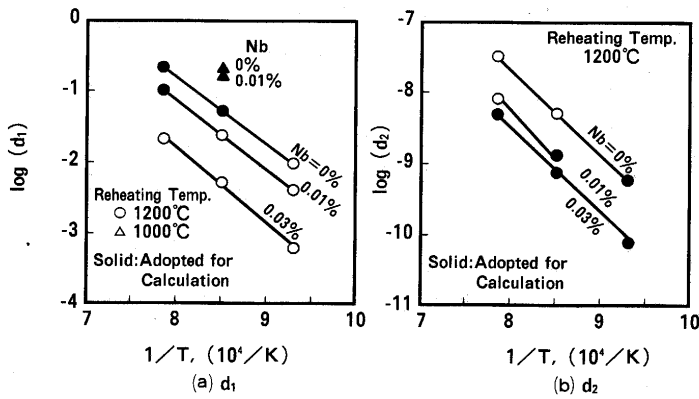 0
-1
-2
-3
-4
log (d₁)
Nb
0%
0.01%
Nb=0%
0.01%
0.03%
Reheating Temp.
1200℃
1000℃
Solid:Adopted for
Calculation
7
8
9
10
1/T, (10⁴/K)
(a) d₁
-7
-8
-9
-10
-11
log (d₂)
Reheating Temp.
1200℃
Nb=0%
0.01%
0.03%
Solid:Adopted for
Calculation
7
8
9
10
1/T, (10⁴/K)
(b) d₂